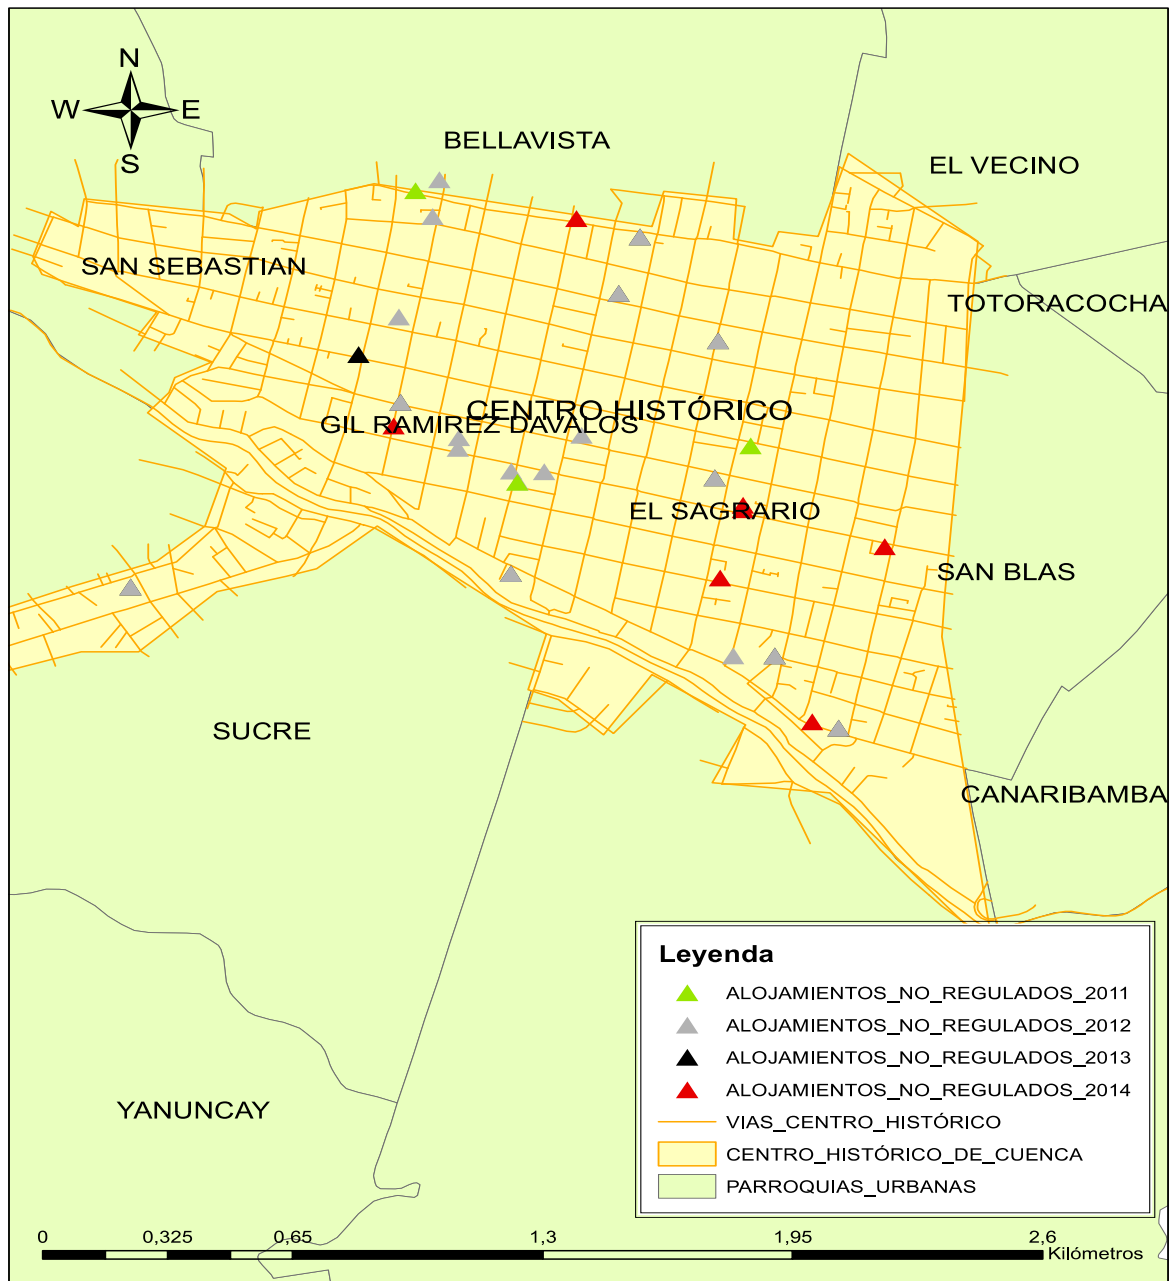 N
W E
S
BELLAVISTA
EL VECINO
SAN SEBASTIAN
TOTORACOCHA
CENTRO HISTÓRICO
GIL RAMIREZ DAVALOS
EL SAGRARIO
SAN BLAS
SUCRE
CANARIBAMBA
YANUNCAY
Leyenda
ALOJAMIENTOS_NO_REGULADOS_2011
ALOJAMIENTOS_NO_REGULADOS_2012
ALOJAMIENTOS_NO_REGULADOS_2013
ALOJAMIENTOS_NO_REGULADOS_2014
VIAS_CENTRO_HISTÓRICO
CENTRO_HISTÓRICO_DE_CUENCA
PARROQUIAS_URBANAS
0 0,325 0,65 1,3 1,95 2,6
Kilómetros